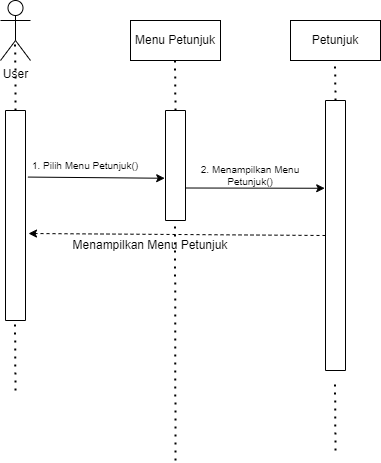 User
Menu Petunjuk
Petunjuk
1. Pilih Menu Petunjuk()
2. Menampilkan Menu
Petunjuk()
Menampilkan Menu Petunjuk